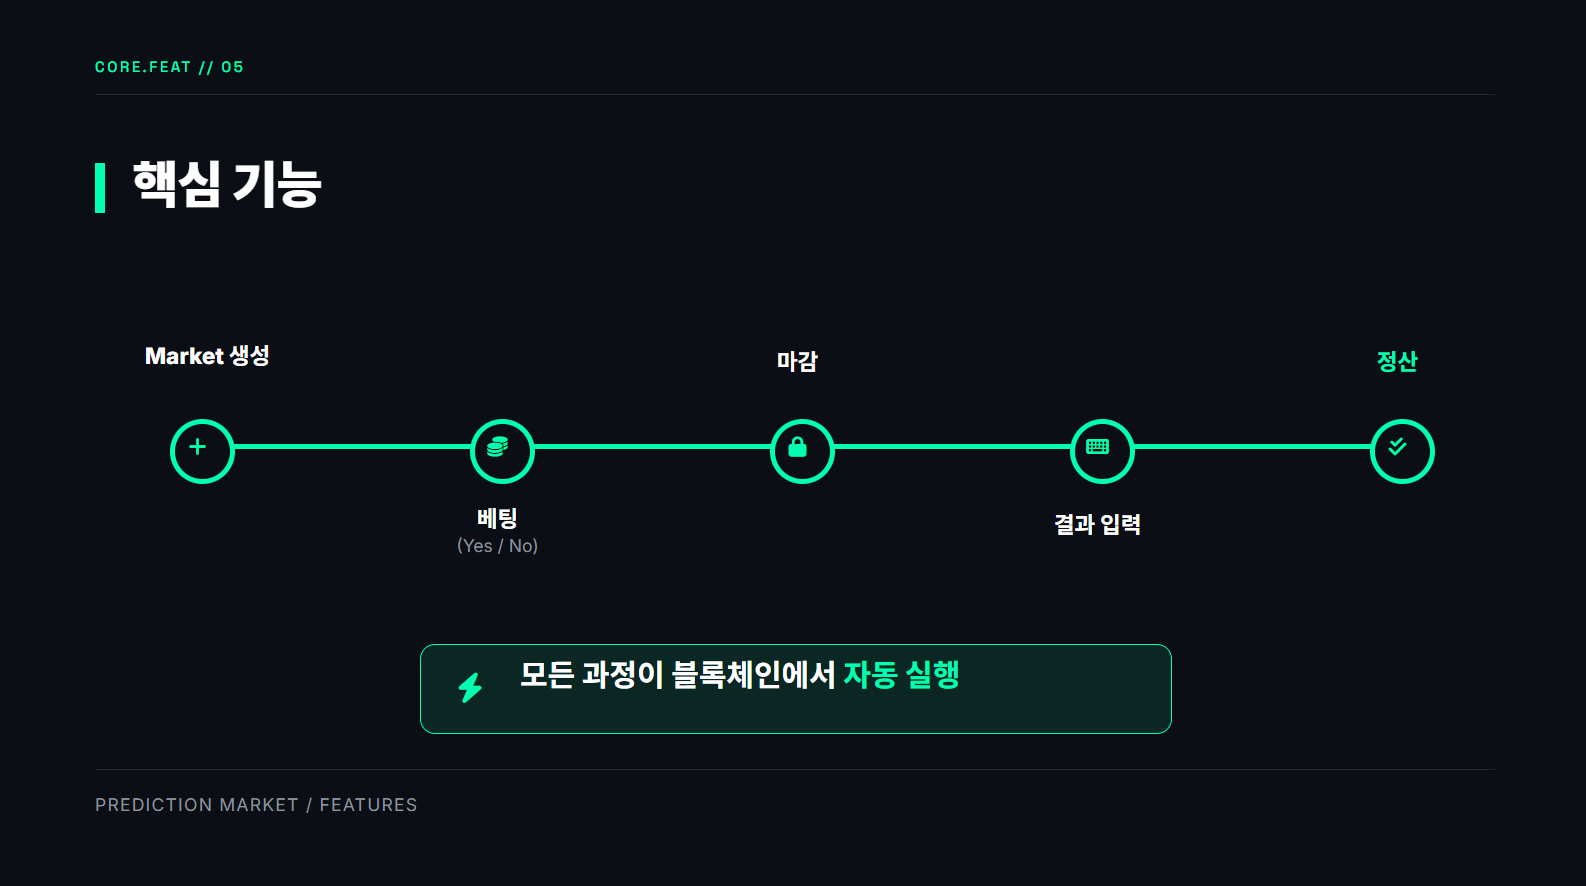 CORE.FEAT // 05
핵심 기능
Market 생성
베팅
(Yes / No)
마감
결과 입력
정산
모든 과정이 블록체인에서 자동 실행
PREDICTION MARKET / FEATURES